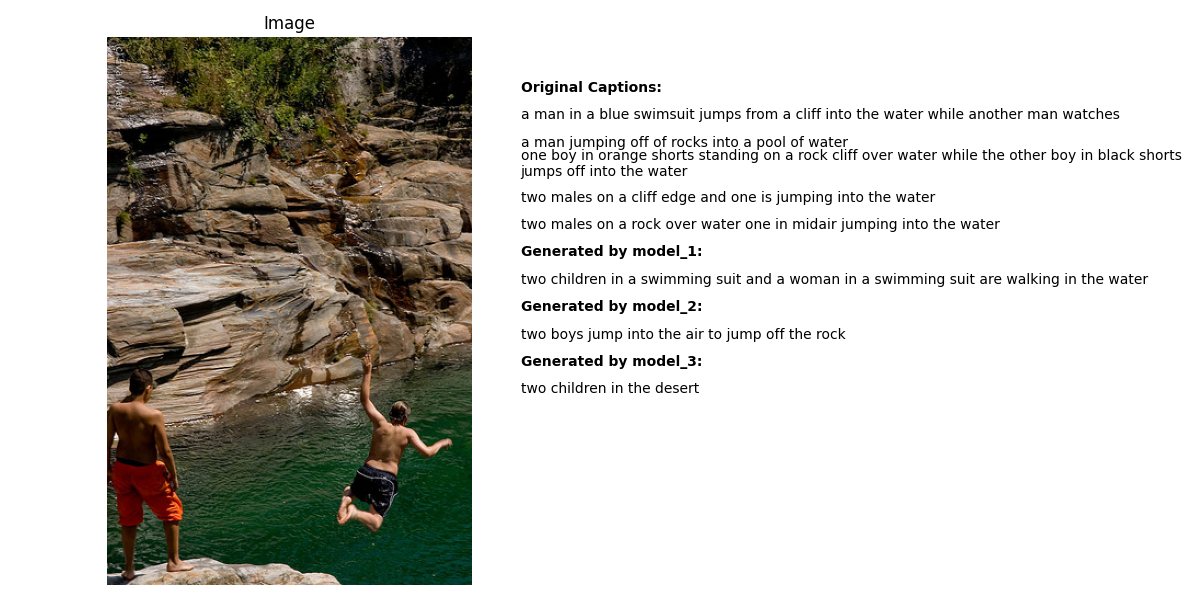 Image
Original Captions:
a man in a blue swimsuit jumps from a cliff into the water while another man watches
a man jumping off of rocks into a pool of water
one boy in orange shorts standing on a rock cliff over water while the other boy in black shorts
jumps off into the water
two males on a cliff edge and one is jumping into the water
two males on a rock over water one in midair jumping into the water
Generated by model_1:
two children in a swimming suit and a woman in a swimming suit are walking in the water
Generated by model_2:
two boys jump into the air to jump off the rock
Generated by model_3:
two children in the desert